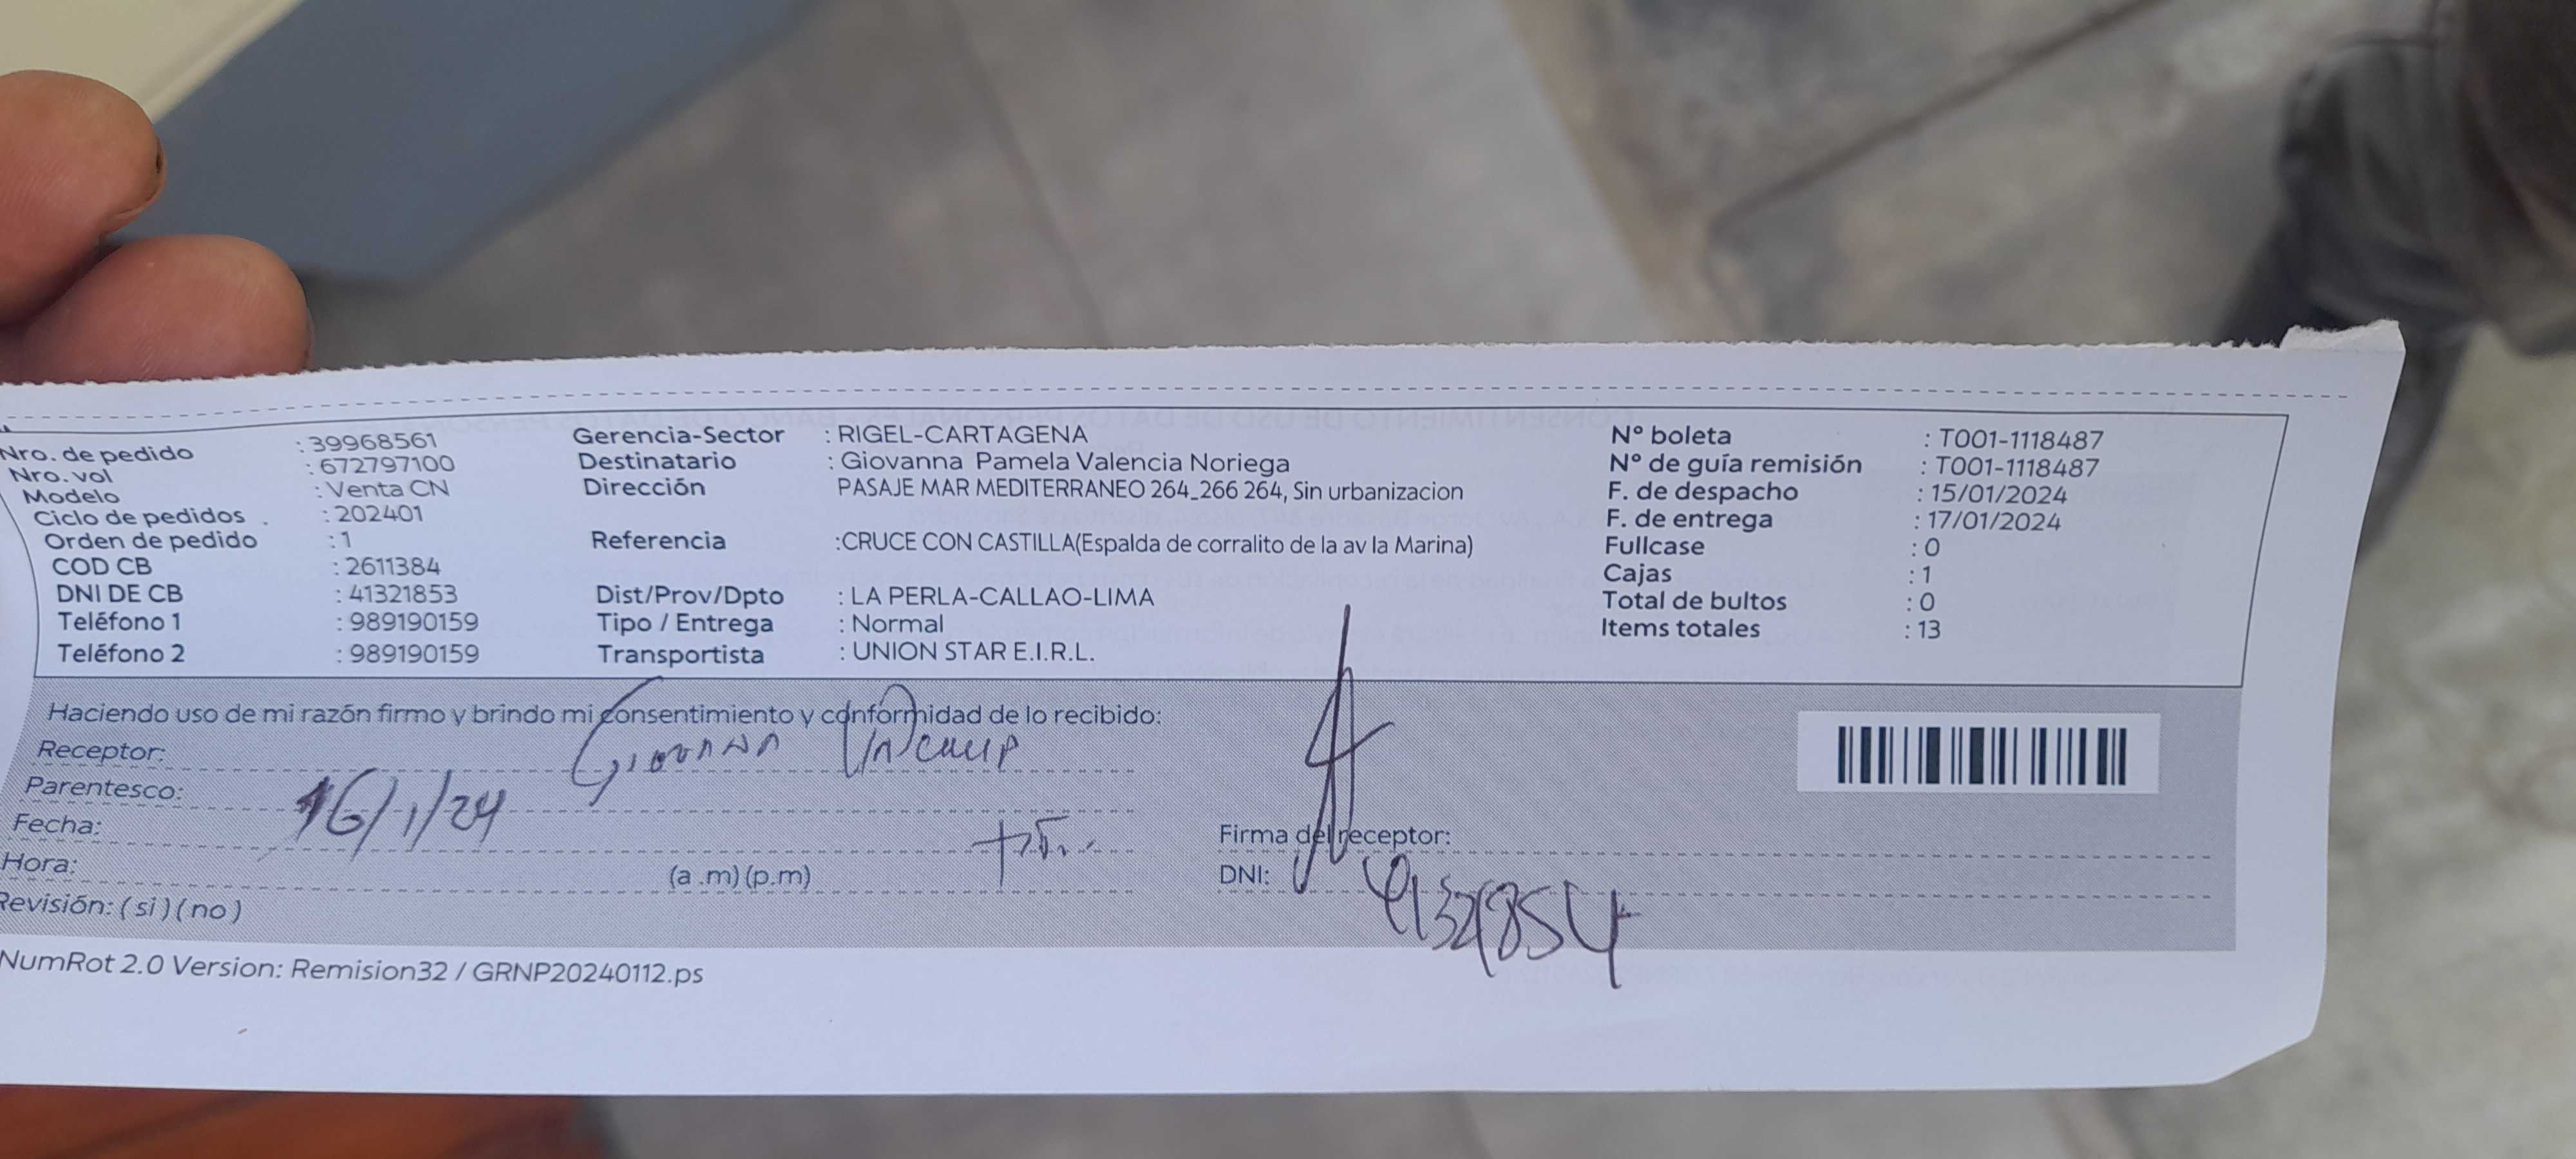 Nro. de pedido : 39968561 Gerencia-Sector : RIGEL-CARTAGENA N° boleta : T001-1118487
Nro. vol : 672797100 Destinatario : Giovanna Pamela Valencia Noriega N° de guía remisión : T001-1118487
Modelo : Venta CN Dirección PASAJE MAR MEDITERRANEO 264_266 264, Sin urbanizacion F. de despacho : 15/01/2024
Ciclo de pedidos : 202401 F. de entrega : 17/01/2024
Orden de pedido : 1 Referencia :CRUCE CON CASTILLA(Espalda de corralito de la av la Marina) Fullcase : 0
COD CB : 2611384 Cajas : 1
DNI DE CB : 41321853 Dist/Prov/Dpto : LA PERLA-CALLAO-LIMA Total de bultos : 0
Teléfono 1 : 989190159 Tipo / Entrega : Normal Items totales : 13
Teléfono 2 : 989190159 Transportista : UNION STAR E.I.R.L.
Haciendo uso de mi razón firmo y brindo mi consentimiento y conformidad de lo recibido:
Receptor: Giovanna
Parentesco:
Fecha: 16/1/24 Firma del receptor:
Hora: (a .m) (p.m) DNI:
Revisión: ( si ) ( no )
NumRot 2.0 Version: Remision32 / GRNP20240112.ps